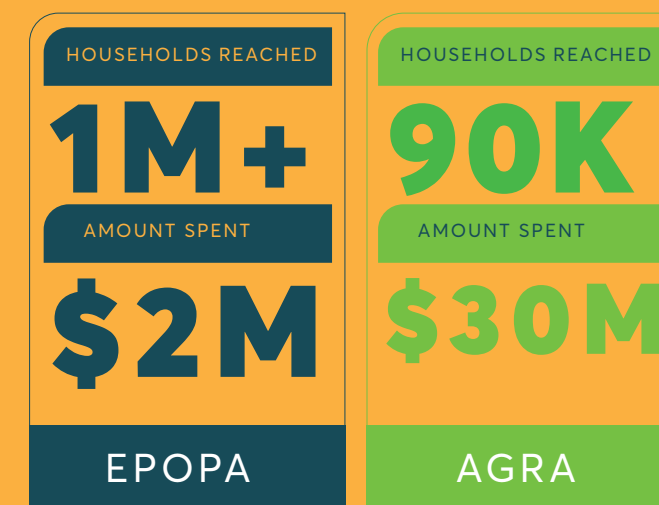 HOUSEHOLDS REACHED
1M+
AMOUNT SPENT
$2M
EPOPA
HOUSEHOLDS REACHED
90K
AMOUNT SPENT
$30M
AGRA